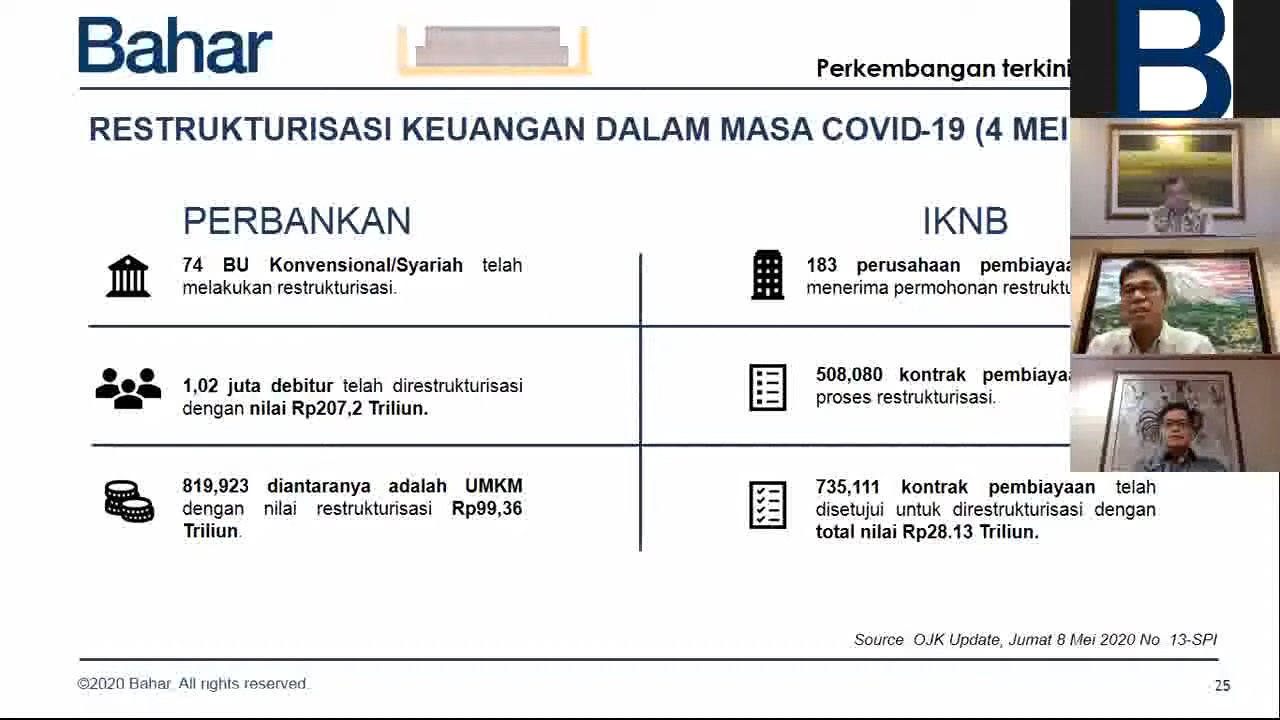 Bahar
Perkembangan terkini
RESTRUKTURISASI KEUANGAN DALAM MASA COVID-19 (4 MEI
PERBANKAN
74 BU Konvensional/Syariah telah
melakukan restrukturisasi.
1,02 juta debitur telah direstrukturisasi
dengan nilai Rp207,2 Triliun.
819,923 diantaranya adalah UMKM
dengan nilai restrukturisasi Rp99,36
Triliun.
IKNB
183 perusahaan
menerima permohonan
508,080 kontrak
proses restrukturisasi.
735,111 kontrak pembiayaan telah
disetujui untuk direstrukturisasi dengan
total nilai Rp28.13 Triliun.
Source OJK Update, Jumat 8 Mei 2020 No 13-SPI
©2020 Bahar. All rights reserved.
25
B